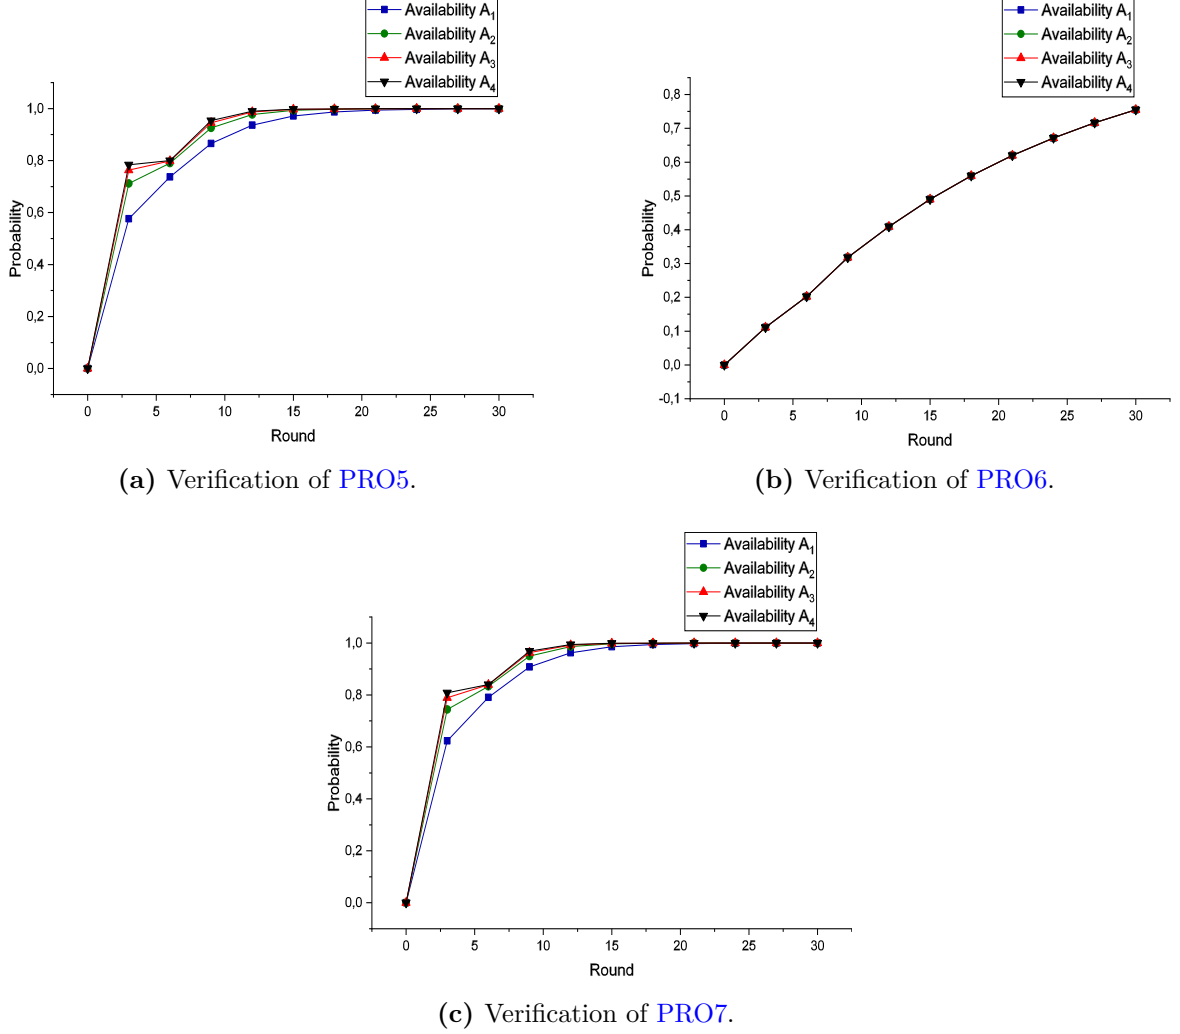 Availability A1
Availability A2
Availability A3
Availability A4
1,0
0,8
0,6
0,4
0,2
0,0
Probability
0 5 10 15 20 25 30
Round
(a) Verification of PRO5.
Availability A1
Availability A2
Availability A3
Availability A4
0,8
0,7
0,6
0,5
0,4
0,3
0,2
0,1
0,0
-0,1
Probability
0 5 10 15 20 25 30
Round
(b) Verification of PRO6.
Availability A1
Availability A2
Availability A3
Availability A4
1,0
0,8
0,6
0,4
0,2
0,0
Probability
0 5 10 15 20 25 30
Round
(c) Verification of PRO7.